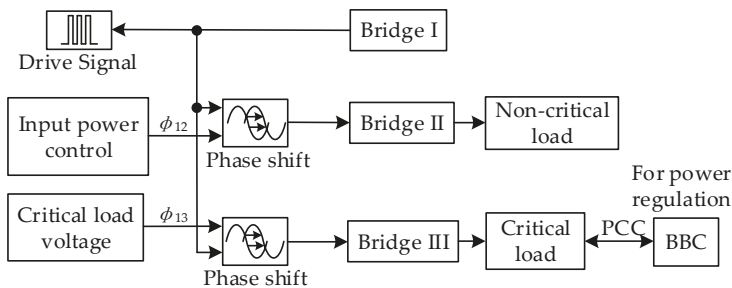 Bridge I
Drive Signal
Input power
control
ϕ12
Phase shift
Bridge II
Non-critical
load
For power
regulation
Critical load
voltage
ϕ13
Phase shift
Bridge III
Critical
load
PCC
BBC